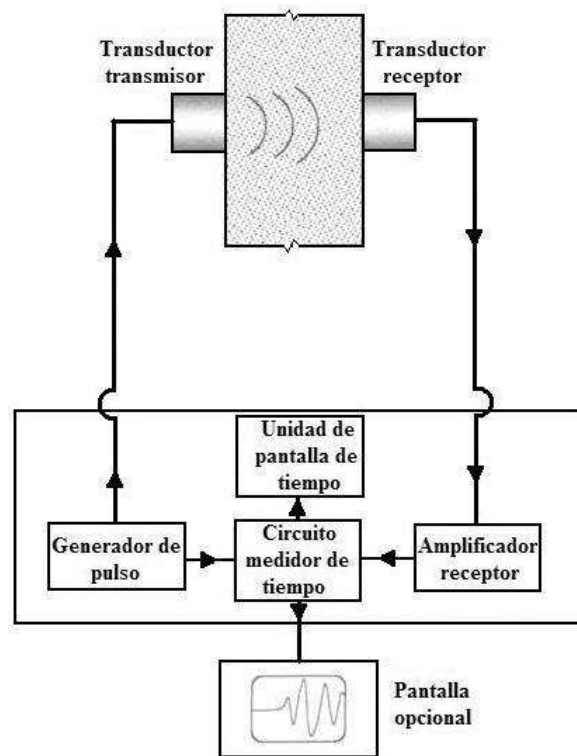 Transductor
transmisor
Transductor
receptor
Unidad de
pantalla de
tiempo
Generador de
pulso
Circuito
medidor de
tiempo
Amplificador
receptor
Pantalla
opcional